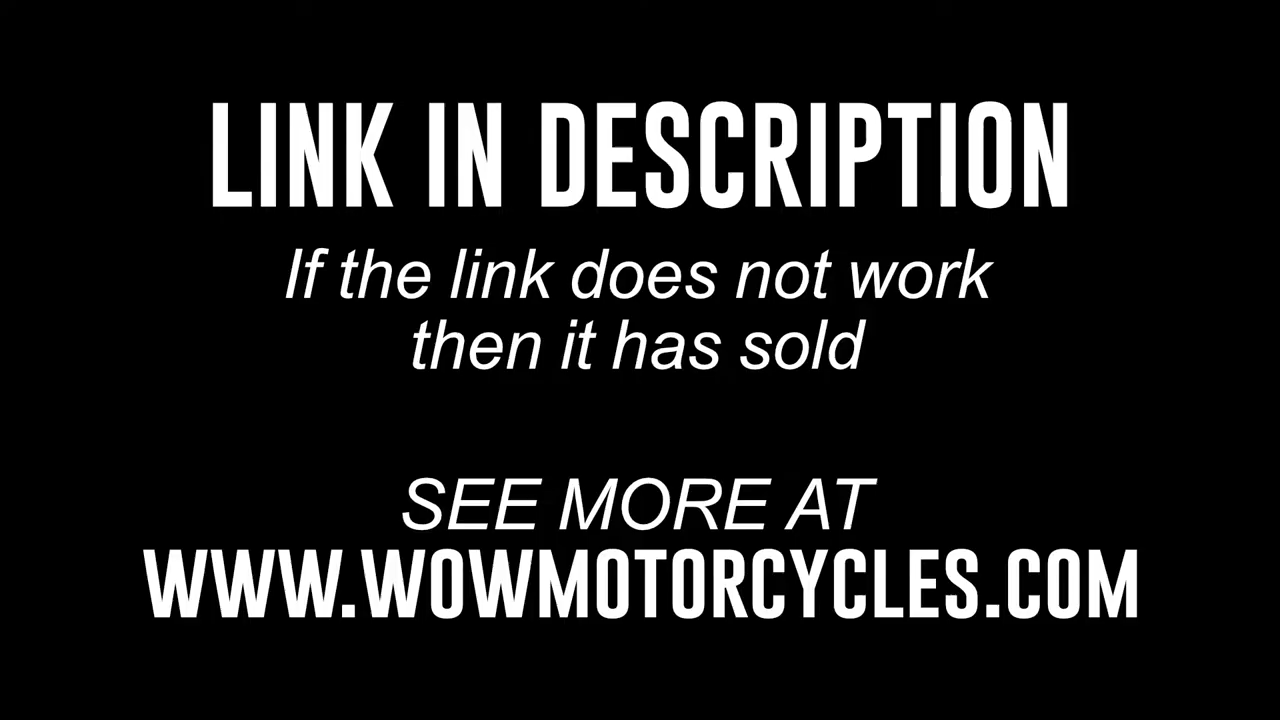 LINK IN DESCRIPTION
If the link does not work
then it has sold
SEE MORE AT
WWW.WOWMOTORCYCLES.COM